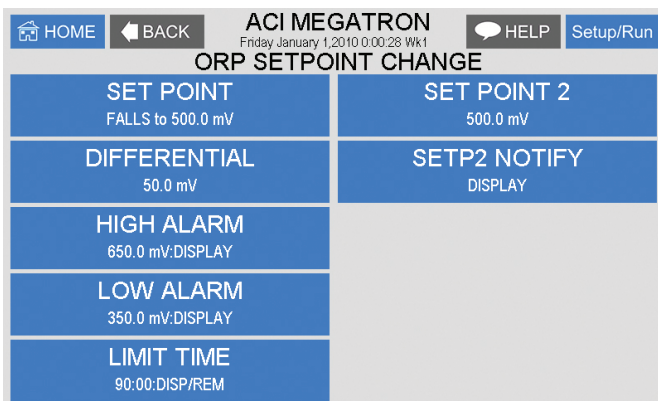 HOME
BACK
ACI MEGATRON
Friday January 1,2010 0:00:28 Wk1
HELP
Setup/Run
ORP SETPOINT CHANGE
SET POINT
FALLS to 500.0 mV
SET POINT 2
500.0 mV
DIFFERENTIAL
50.0 mV
SETP2 NOTIFY
DISPLAY
HIGH ALARM
650.0 mV:DISPLAY
LOW ALARM
350.0 mV:DISPLAY
LIMIT TIME
90:00:DISP/REM